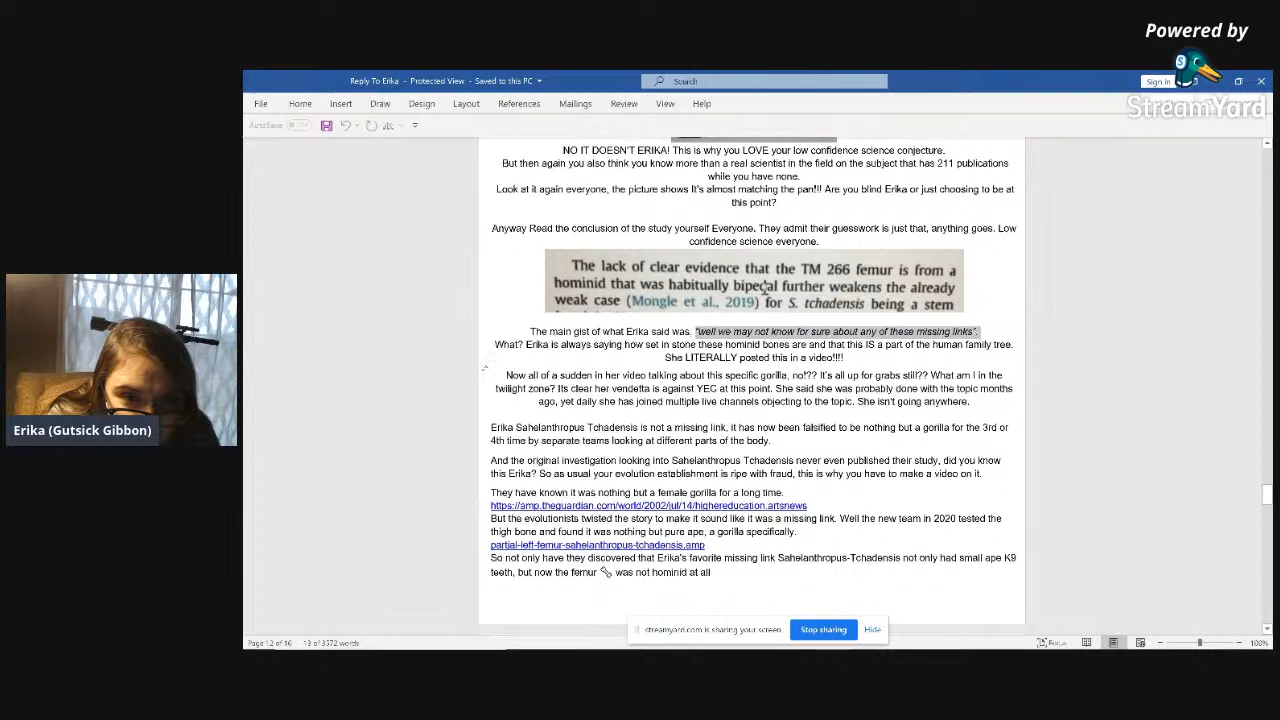 Powered by
StreamYard
Reply To Erika - Protected View - Saved to this PC
Search
Sign in
File Home Insert Draw Design Layout References Mailings Review View Help
AutoSave
NO IT DOESN'T ERIKA! This is why you LOVE your low confidence science conjecture.
But then again you also think you know more than a real scientist in the field on the subject that has 211 publications
while you have none.
Look at it again everyone, the picture shows It's almost matching the pan!!! Are you blind Erika or just choosing to be at
this point?
Anyway Read the conclusion of the study yourself Everyone. They admit their guesswork is just that, anything goes. Low
confidence science everyone.
The lack of clear evidence that the TM 266 femur is from a
hominid that was habitually bipedal further weakens the already
weak case (Mongle et al., 2019) for S. tchadensis being a stem
The main gist of what Erika said was. "well we may not know for sure about any of these missing links".
What? Erika is always saying how set in stone these hominid bones are and that this IS a part of the human family tree.
She LITERALLY posted this in a video!!!!
Now all of a sudden in her video talking about this specific gorilla, no!?? It's all up for grabs still?? What am I in the
twilight zone? Its clear her vendetta is against YEC at this point. She said she was probably done with the topic months
ago, yet daily she has joined multiple live channels objecting to the topic. She isn't going anywhere.
Erika Sahelanthropus Tchadensis is not a missing link, it has now been falsified to be nothing but a gorilla for the 3rd or
4th time by separate teams looking at different parts of the body.
And the original investigation looking into Sahelanthropus Tchadensis never even published their study, did you know
this Erika? So as usual your evolution establishment is ripe with fraud, this is why you have to make a video on it.
They have known it was nothing but a female gorilla for a long time.
https://amp.theguardian.com/world/2002/jul/14/highereducation.artsnews
But the evolutionists twisted the story to make it sound like it was a missing link. Well the new team in 2020 tested the
thigh bone and found it was nothing but pure ape, a gorilla specifically.
partial-left-femur-sahelanthropus-tchadensis.amp
So not only have they discovered that Erika's favorite missing link Sahelanthropus-Tchadensis not only had small ape K9
teeth, but now the femur was not hominid at all
Erika (Gutsick Gibbon)
streamyard.com is sharing your screen. Stop sharing Hide
Page 12 of 16 13 of 3572 words Focus 100%